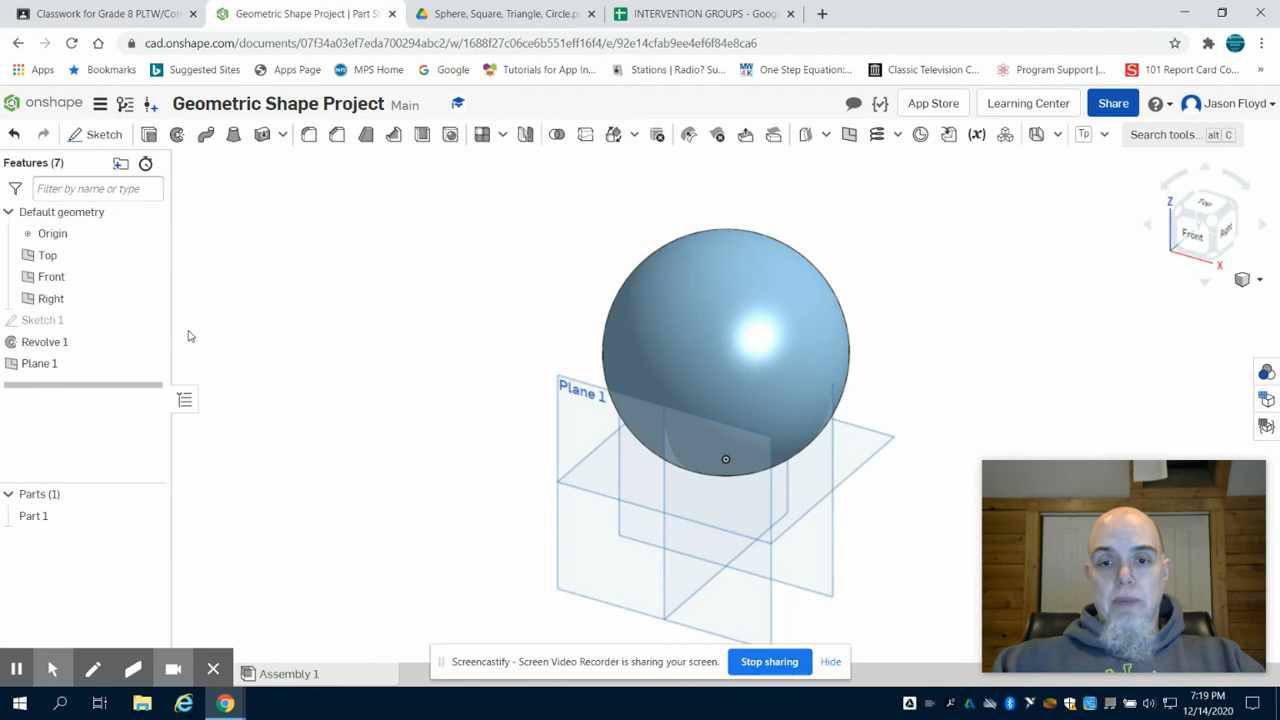 Classwork for Grade 8 PLTW/Con
Geometric Shape Project | Part S
Sphere, Square, Triangle, Circle.p
INTERVENTION GROUPS - Goog
cad.onshape.com/documents/07f34a03ef7eda700294abc2/w/1688f27c06ce6b551eff16f4/e/92e14cfab9ee4ef6f84e8ca6
Apps
Bookmarks
Suggested Sites
Apps Page
MPS Home
Google
Tutorials for App In...
Stations | Radio? Su...
One Step Equation:...
Classic Television C...
Program Support |...
101 Report Card Co...
onshape
Geometric Shape Project Main
App Store
Learning Center
Share
Jason Floyd
Sketch
Search tools... alt C
Features (7)
Filter by name or type
Default geometry
Origin
Top
Front
Right
Sketch 1
Revolve 1
Plane 1
Parts (1)
Part 1
Plane 1
Z
Top
Front
Right
X
Screencastify - Screen Video Recorder is sharing your screen.
Stop sharing
Hide
Assembly 1
7:19 PM
12/14/2020